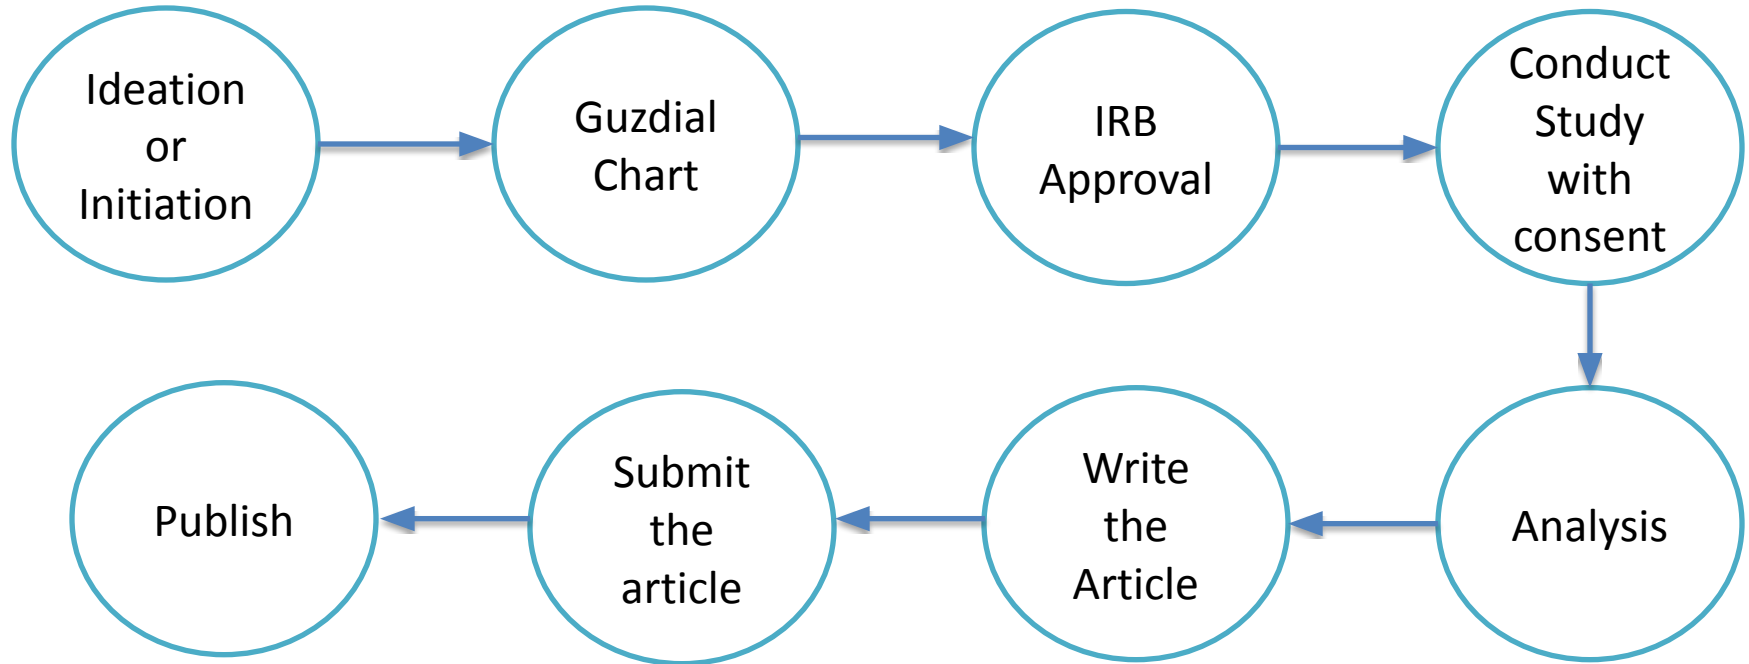 Ideation
or
Initiation
Guzdial
Chart
IRB
Approval
Conduct
Study
with
consent
Analysis
Write
the
Article
Submit
the
article
Publish